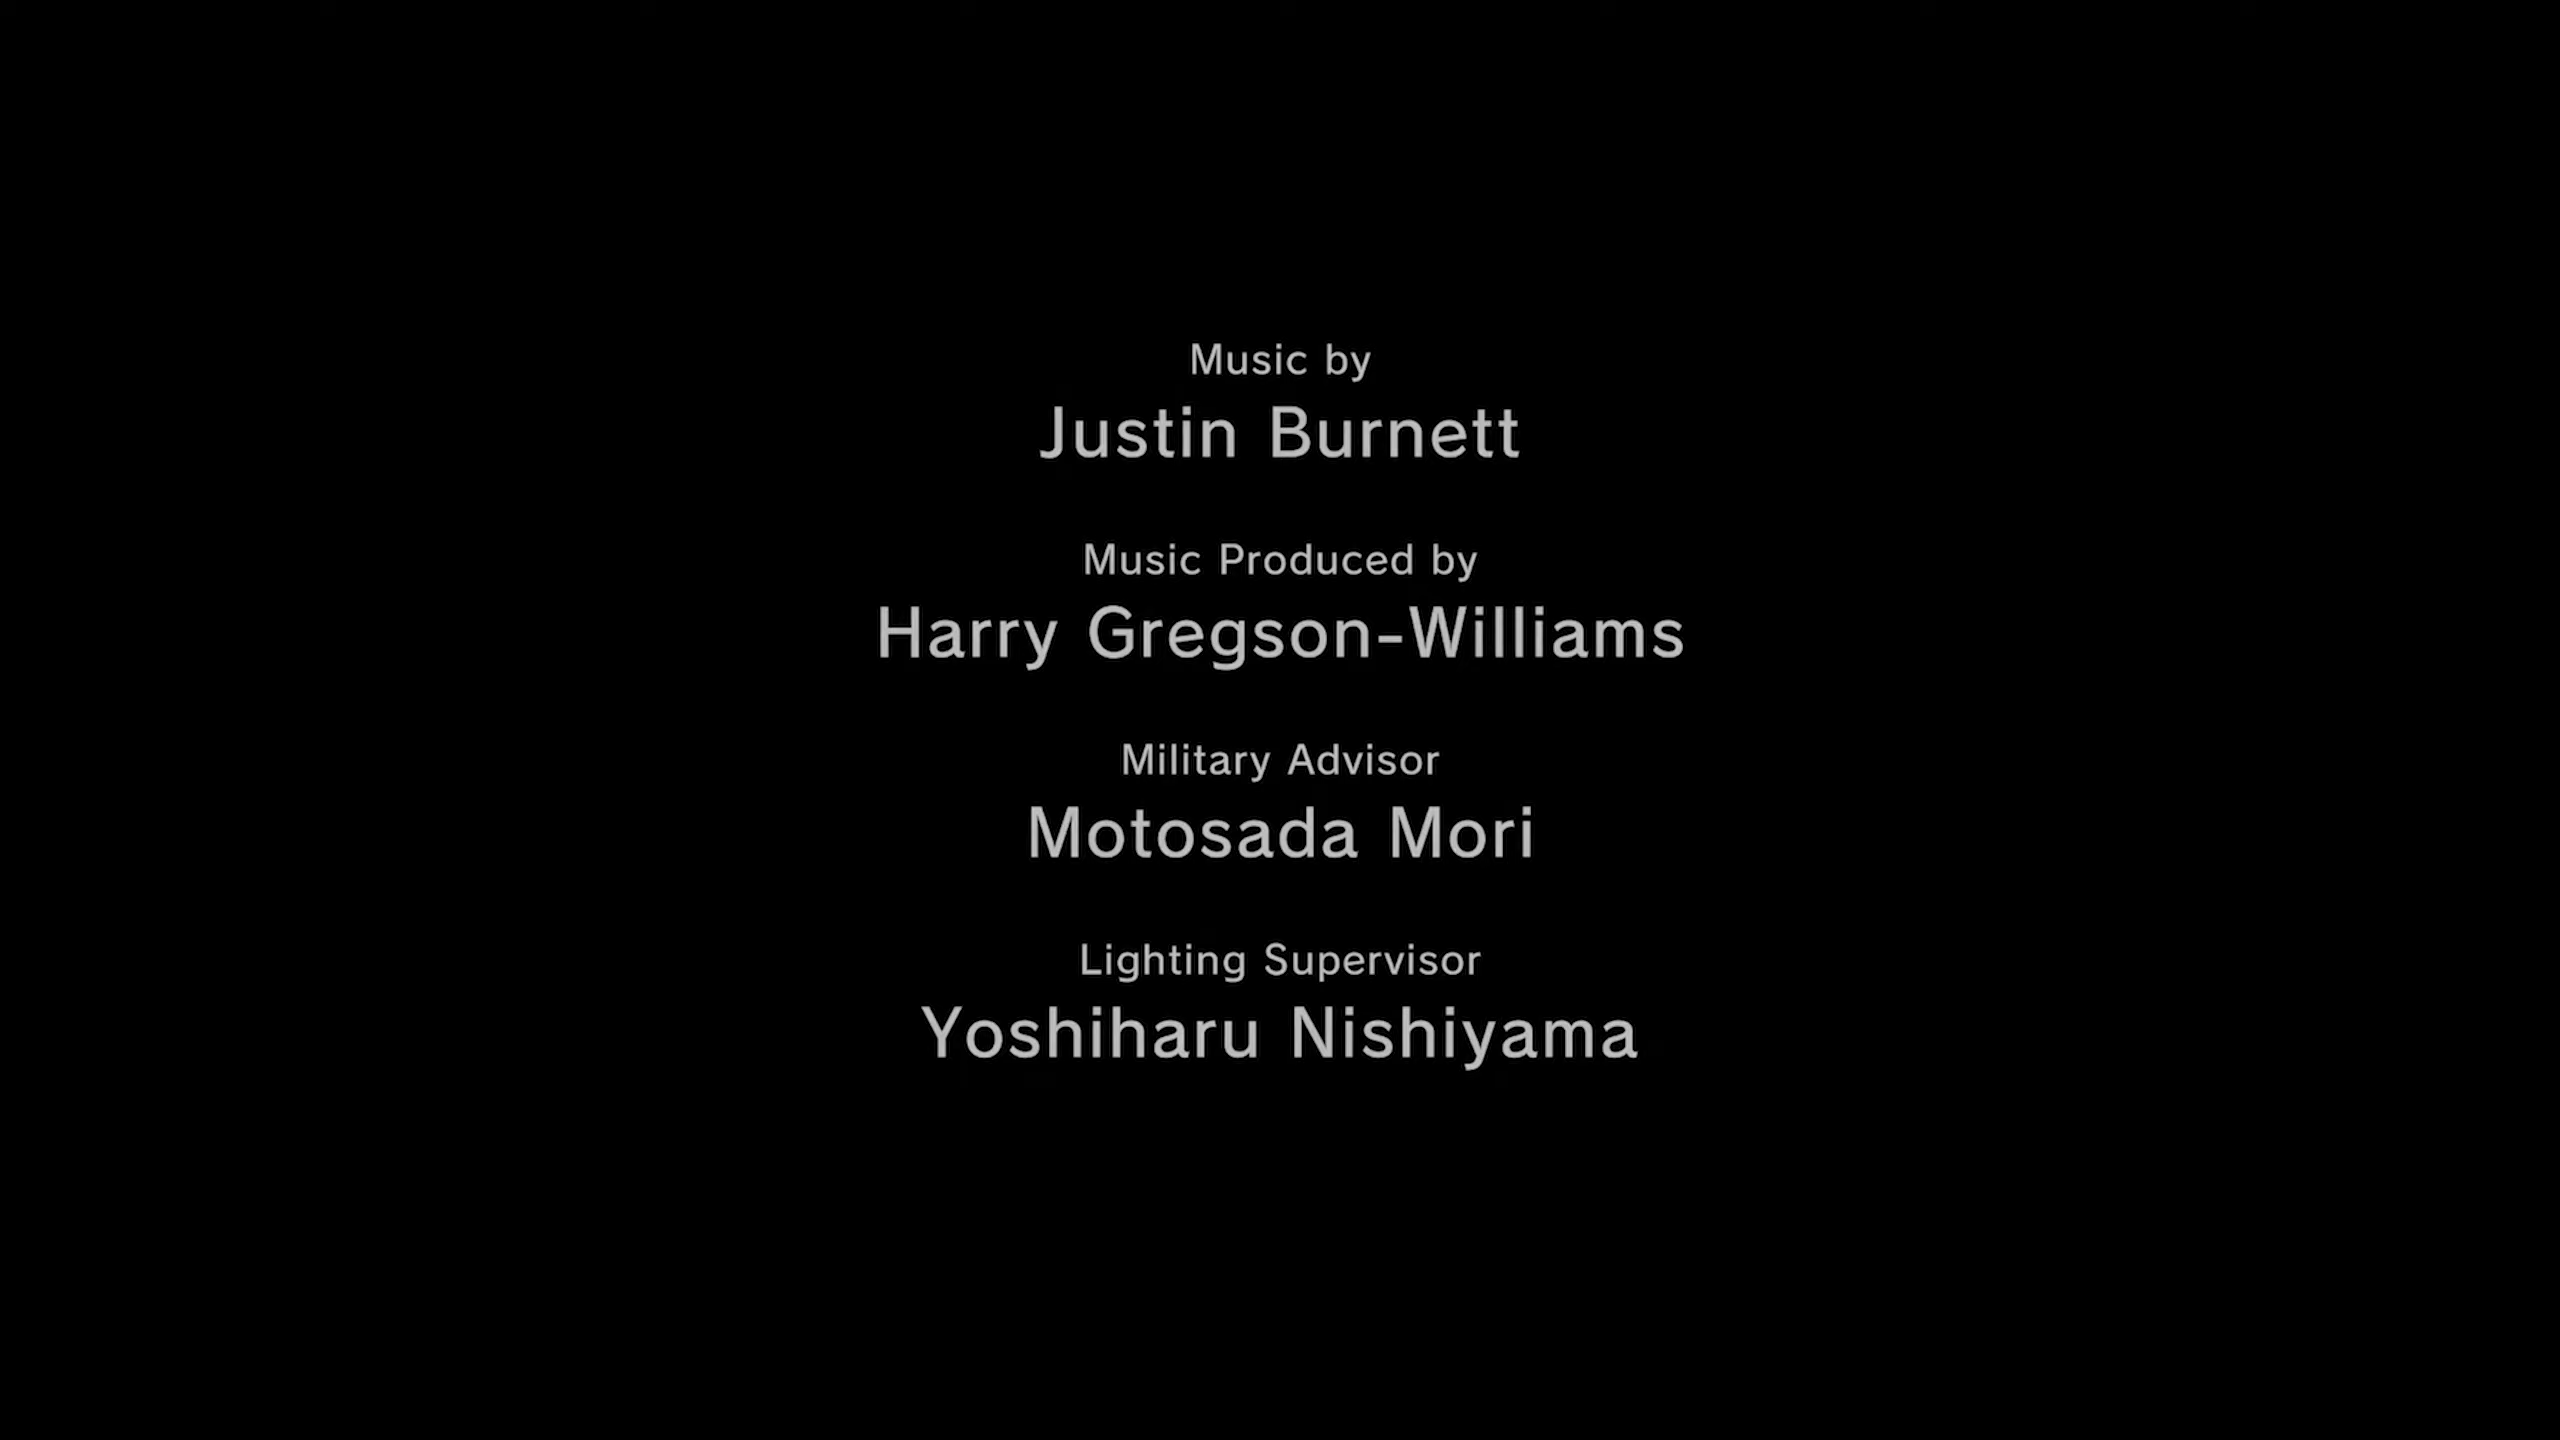 Music by
Justin Burnett
Music Produced by
Harry Gregson-Williams
Military Advisor
Motosada Mori
Lighting Supervisor
Yoshiharu Nishiyama